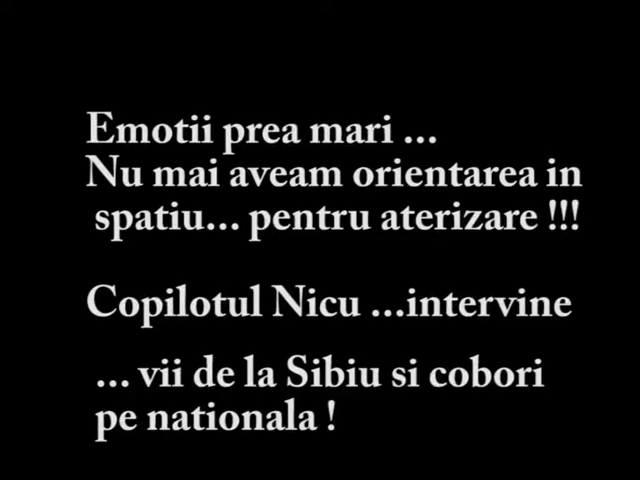 Emotii prea mari ...
Nu mai aveam orientarea in
spatiu... pentru aterizare !!!
Copilotul Nicu ...intervine
... vii de la Sibiu si cobori
pe nationala !